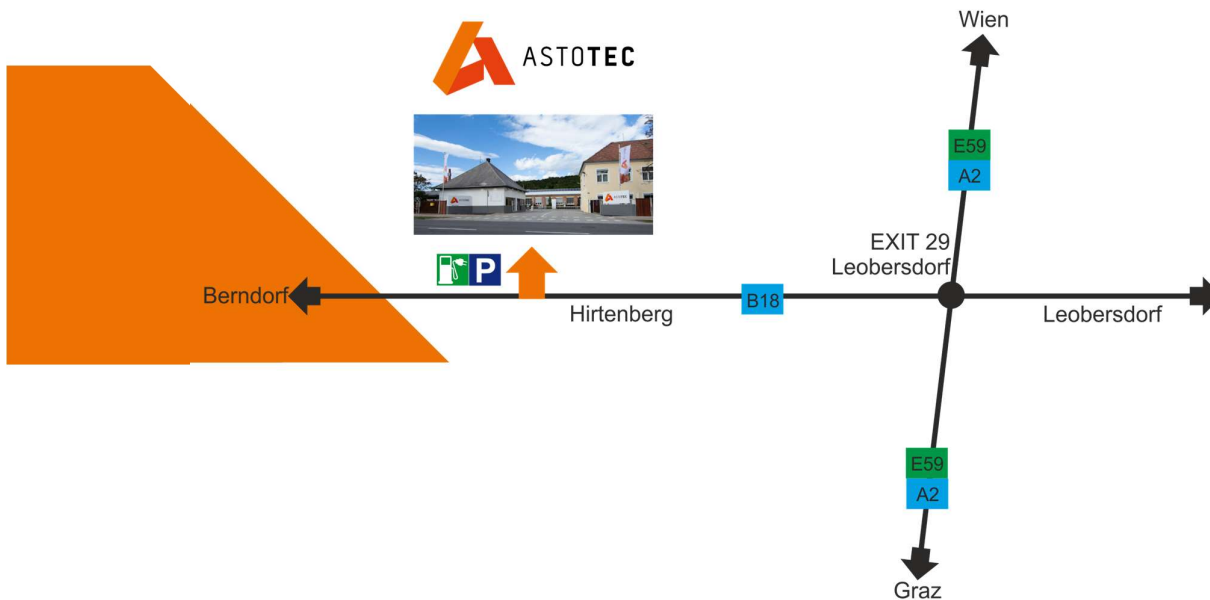 Wien
ASTOTEC
E59
A2
EXIT 29
Leobersdorf
P
Berndorf
Hirtenberg
B18
Leobersdorf
E59
A2
Graz